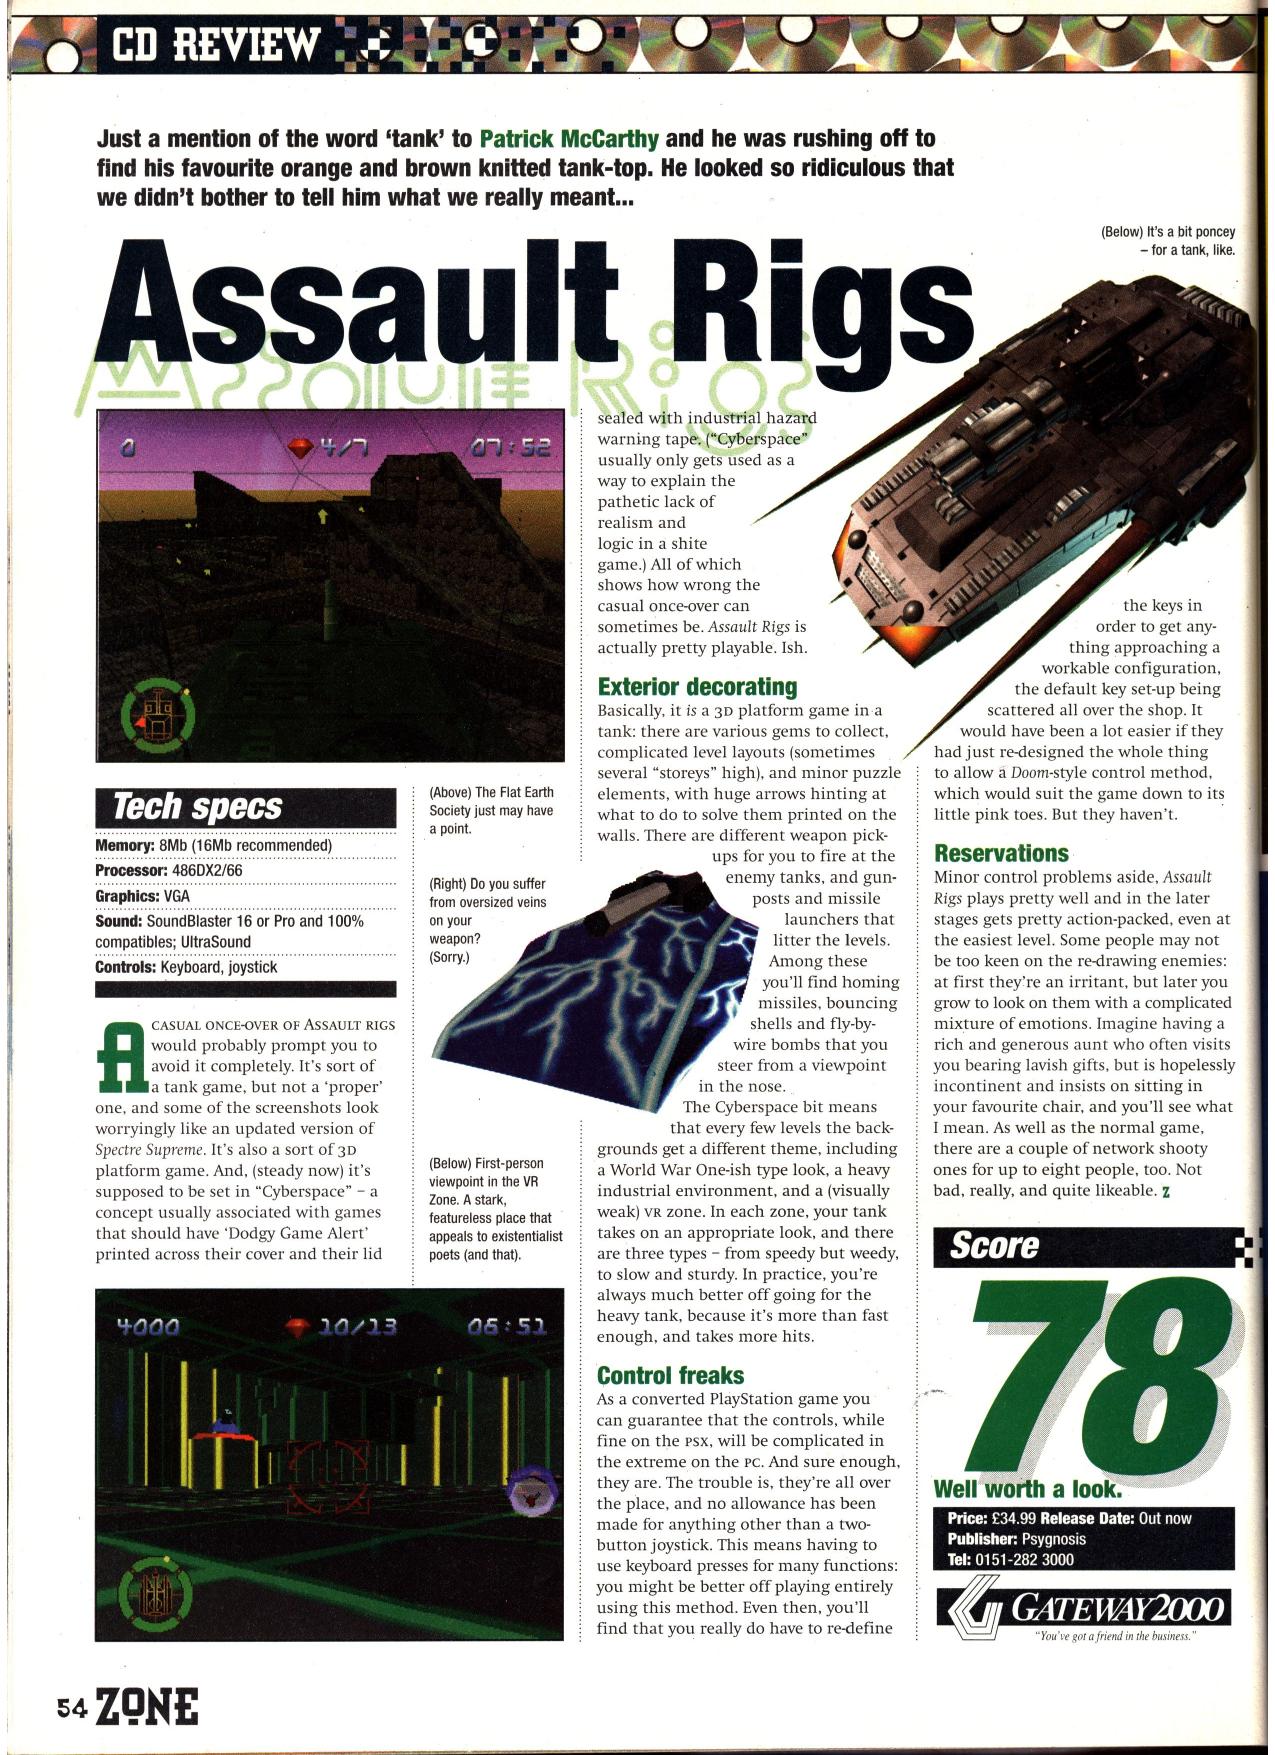 CD REVIEW
Just a mention of the word ‘tank’ to Patrick McCarthy and he was rushing off to
find his favourite orange and brown knitted tank-top. He looked so ridiculous that
we didn’t bother to tell him what we really meant...
(Below) It’s a bit poncey
– for a tank, like.
Assault Rigs
Assault Rigs
0 4/7 07:52
Tech specs
Memory: 8Mb (16Mb recommended)
Processor: 486DX2/66
Graphics: VGA
Sound: SoundBlaster 16 or Pro and 100%
compatibles; UltraSound
Controls: Keyboard, joystick
(Above) The Flat Earth
Society just may have
a point.
(Right) Do you suffer
from oversized veins
on your
weapon?
(Sorry.)
(Below) First-person
viewpoint in the VR
Zone. A stark,
featureless place that
appeals to existentialist
poets (and that).
A CASUAL ONCE-OVER OF ASSAULT RIGS
would probably prompt you to
avoid it completely. It’s sort of
a tank game, but not a ‘proper’
one, and some of the screenshots look
worryingly like an updated version of
Spectre Supreme. It’s also a sort of 3D
platform game. And, (steady now) it’s
supposed to be set in “Cyberspace” – a
concept usually associated with games
that should have ‘Dodgy Game Alert’
printed across their cover and their lid
4000 10/13 06:51
sealed with industrial hazard
warning tape. (“Cyberspace”
usually only gets used as a
way to explain the
pathetic lack of
realism and
logic in a shite
game.) All of which
shows how wrong the
casual once-over can
sometimes be. Assault Rigs is
actually pretty playable. Ish.
Exterior decorating
Basically, it is a 3D platform game in a
tank: there are various gems to collect,
complicated level layouts (sometimes
several “storeys” high), and minor puzzle
elements, with huge arrows hinting at
what to do to solve them printed on the
walls. There are different weapon pick-
ups for you to fire at the
enemy tanks, and gun-
posts and missile
launchers that
litter the levels.
Among these
you’ll find homing
missiles, bouncing
shells and fly-by-
wire bombs that you
steer from a viewpoint
in the nose.
The Cyberspace bit means
that every few levels the back-
grounds get a different theme, including
a World War One-ish type look, a heavy
industrial environment, and a (visually
weak) VR zone. In each zone, your tank
takes on an appropriate look, and there
are three types – from speedy but weedy,
to slow and sturdy. In practice, you’re
always much better off going for the
heavy tank, because it’s more than fast
enough, and takes more hits.
Control freaks
As a converted PlayStation game you
can guarantee that the controls, while
fine on the PSX, will be complicated in
the extreme on the PC. And sure enough,
they are. The trouble is, they’re all over
the place, and no allowance has been
made for anything other than a two-
button joystick. This means having to
use keyboard presses for many functions:
you might be better off playing entirely
using this method. Even then, you’ll
find that you really do have to re-define
the keys in
order to get any-
thing approaching a
workable configuration,
the default key set-up being
scattered all over the shop. It
would have been a lot easier if they
had just re-designed the whole thing
to allow a Doom-style control method,
which would suit the game down to its
little pink toes. But they haven’t.
Reservations
Minor control problems aside, Assault
Rigs plays pretty well and in the later
stages gets pretty action-packed, even at
the easiest level. Some people may not
be too keen on the re-drawing enemies:
at first they’re an irritant, but later you
grow to look on them with a complicated
mixture of emotions. Imagine having a
rich and generous aunt who often visits
you bearing lavish gifts, but is hopelessly
incontinent and insists on sitting in
your favourite chair, and you’ll see what
I mean. As well as the normal game,
there are a couple of network shooty
ones for up to eight people, too. Not
bad, really, and quite likeable. Z
Score
78
Well worth a look.
Price: £34.99 Release Date: Out now
Publisher: Psygnosis
Tel: 0151-282 3000
GATEWAY2000
“You’ve got a friend in the business.”
54 ZONE